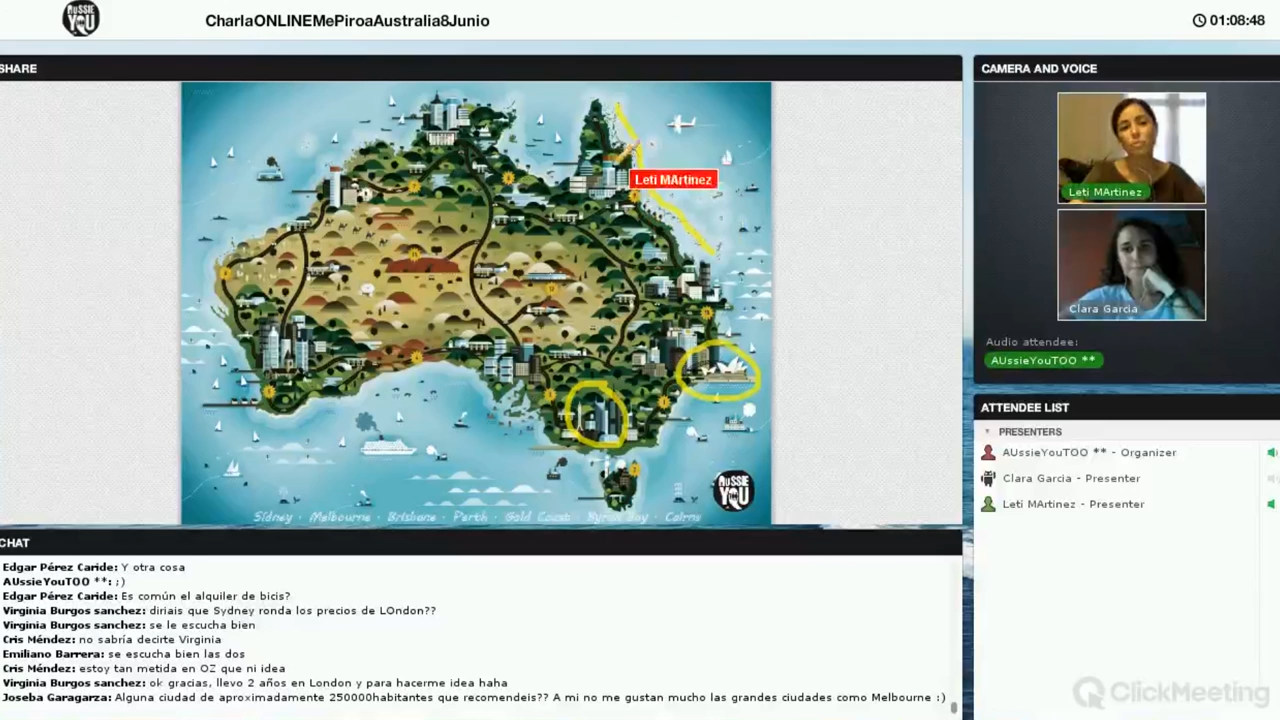 AUSSIE
YOU
CharlaONLINEMePiroaAustralia8Junio
01:08:48
SHARE
CAMERA AND VOICE
Leti MArtinez
Leti MArtinez
Clara Garcia
Audio attendee:
AUssieYouTOO **
ATTENDEE LIST
PRESENTERS
AUssieYouTOO ** - Organizer
Clara Garcia - Presenter
Leti MArtinez - Presenter
AUSSIE
YOU
Sidney · Melbourne · Brisbane · Perth · Gold Coast · Byron Bay · Cairns
CHAT
Edgar Pérez Caride: Y otra cosa
AUssieYouTOO **: ;)
Edgar Pérez Caride: Es común el alquiler de bicis?
Virginia Burgos sanchez: diriais que Sydney ronda los precios de LOndon??
Virginia Burgos sanchez: se le escucha bien
Cris Méndez: no sabría decirte Virginia
Emiliano Barrera: se escucha bien las dos
Cris Méndez: estoy tan metida en OZ que ni idea
Virginia Burgos sanchez: ok gracias, llevo 2 años en London y para hacerme idea haha
Joseba Garagarza: Alguna ciudad de aproximadamente 250000habitantes que recomendeis?? A mi no me gustan mucho las grandes ciudades como Melbourne :)
ClickMeeting